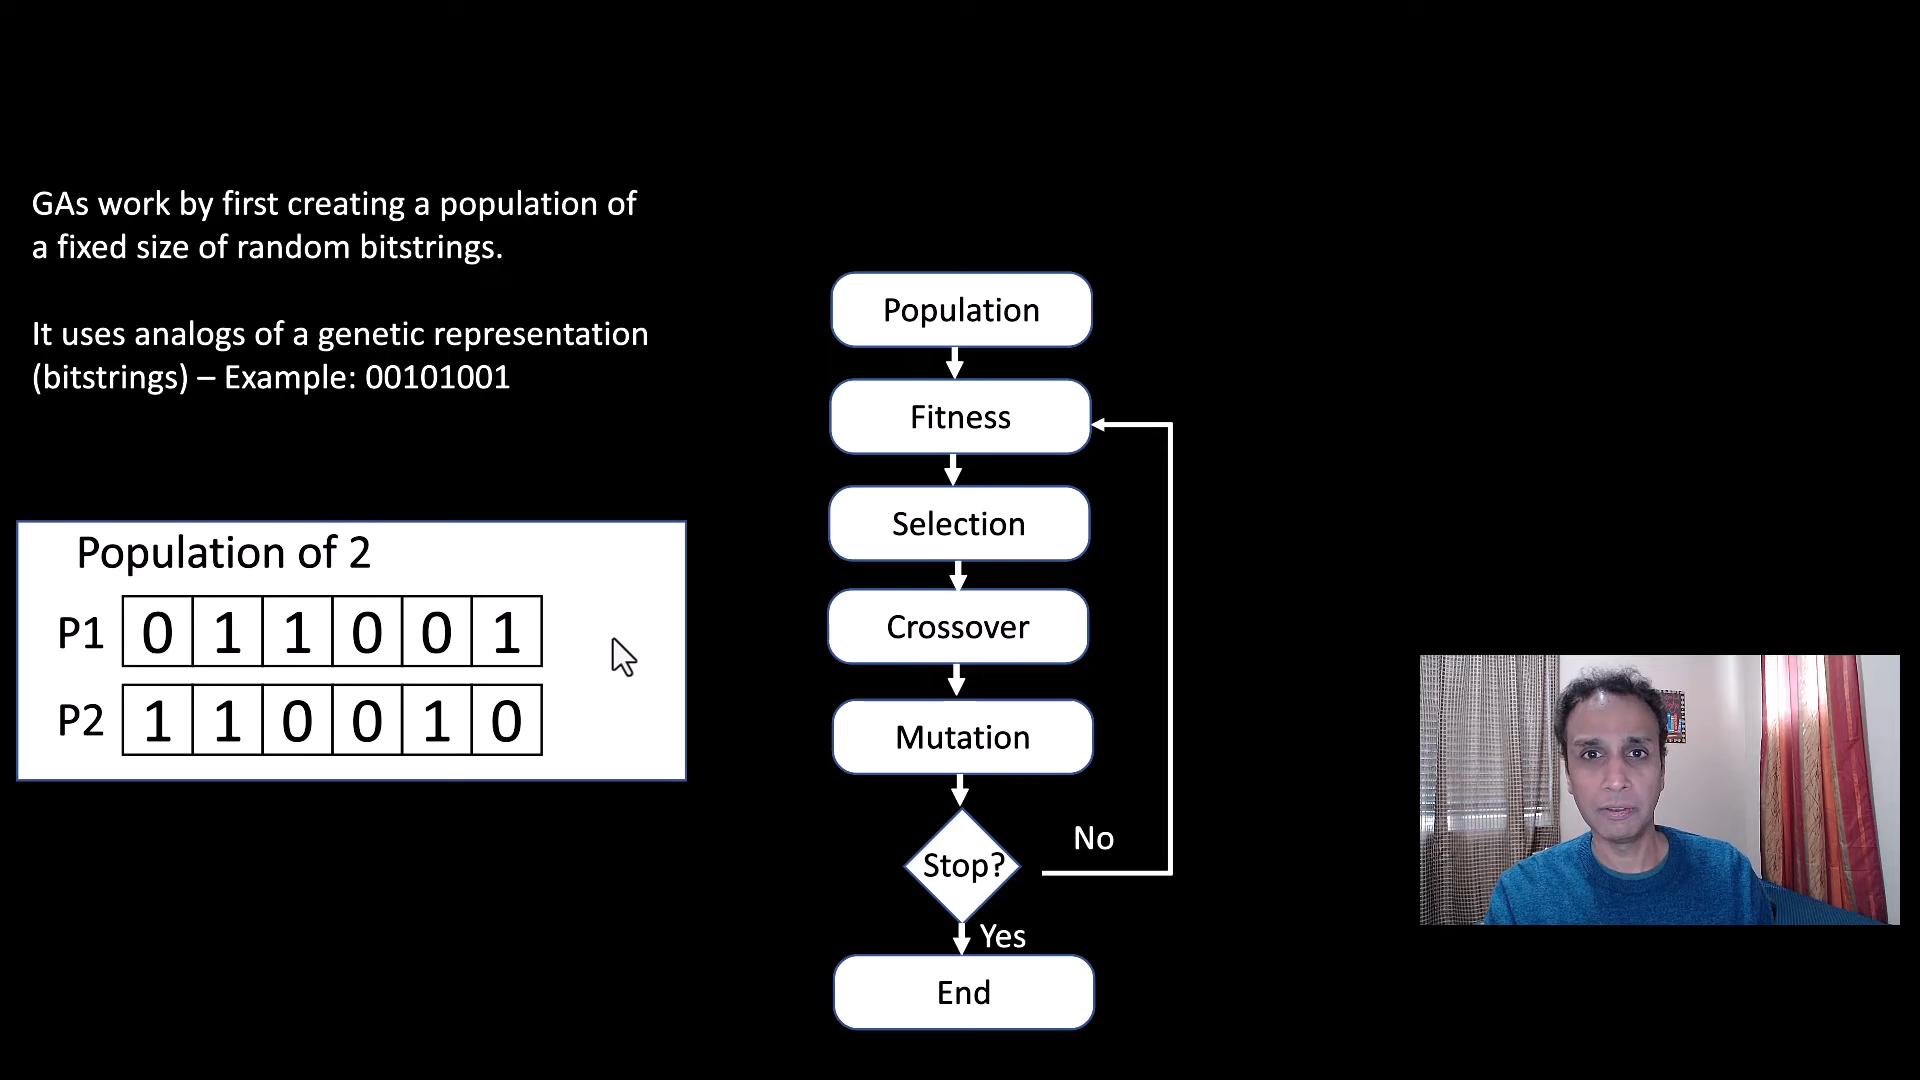 GAs work by first creating a population of
a fixed size of random bitstrings.
It uses analogs of a genetic representation
(bitstrings) – Example: 00101001
Population of 2
P1 0 1 1 0 0 1
P2 1 1 0 0 1 0
Population
Fitness
Selection
Crossover
Mutation
Stop?
No
Yes
End